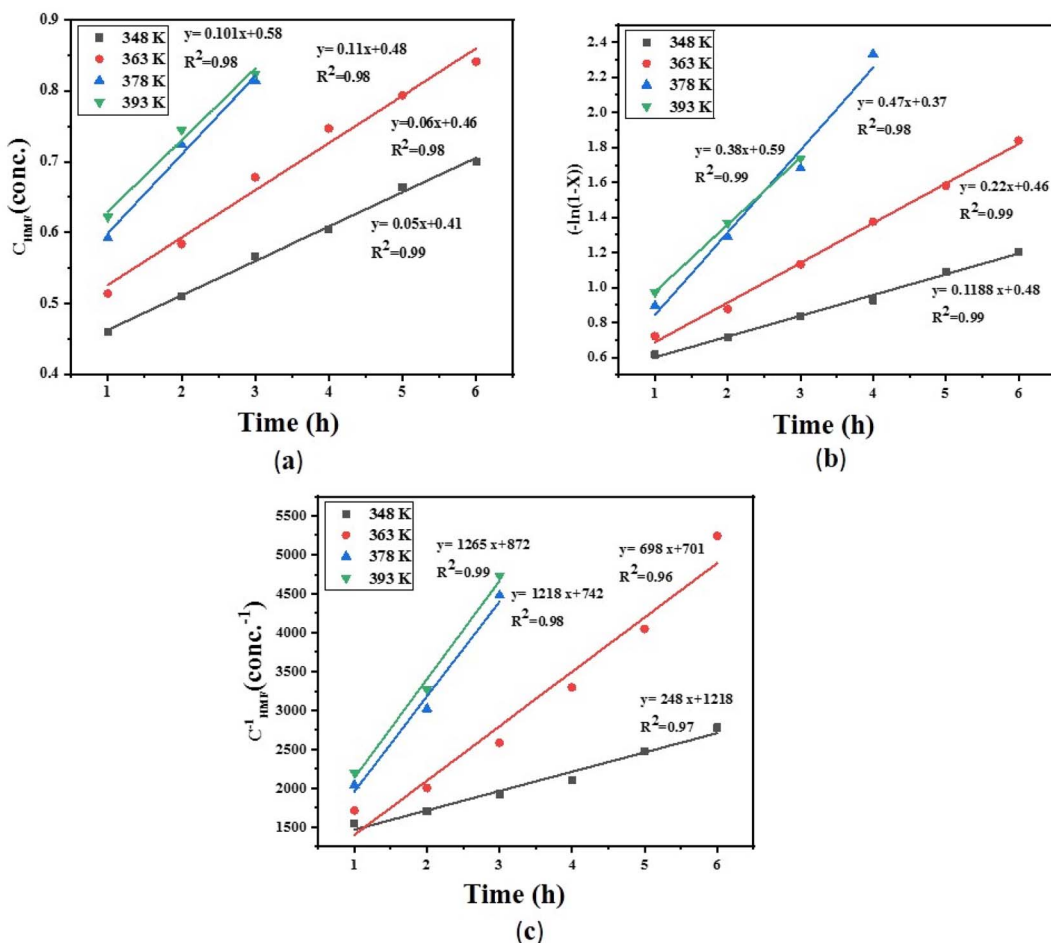 348 K
363 K
378 K
393 K
y= 0.101x+0.58
R²=0.98
y= 0.11x+0.48
R²=0.98
y=0.06x+0.46
R²=0.98
y= 0.05x+0.41
R²=0.99
0.9
0.8
0.7
0.6
0.5
0.4
1 2 3 4 5 6
C_HMF(conc.)
Time (h)
(a)
348 K
363 K
378 K
393 K
y= 0.47x+0.37
R²=0.98
y= 0.38x+0.59
R²=0.99
y= 0.22x+0.46
R²=0.99
y= 0.1188 x+0.48
R²=0.99
2.4
2.2
2.0
1.8
1.6
1.4
1.2
1.0
0.8
0.6
1 2 3 4 5 6
(-ln(1-X))
Time (h)
(b)
348 K
363 K
378 K
393 K
y= 1265 x+872
R²=0.99
y= 698 x+701
R²=0.96
y= 1218 x+742
R²=0.98
y= 248 x+1218
R²=0.97
5500
5000
4500
4000
3500
3000
2500
2000
1500
1 2 3 4 5 6
C⁻¹_HMF(conc.⁻¹)
Time (h)
(c)